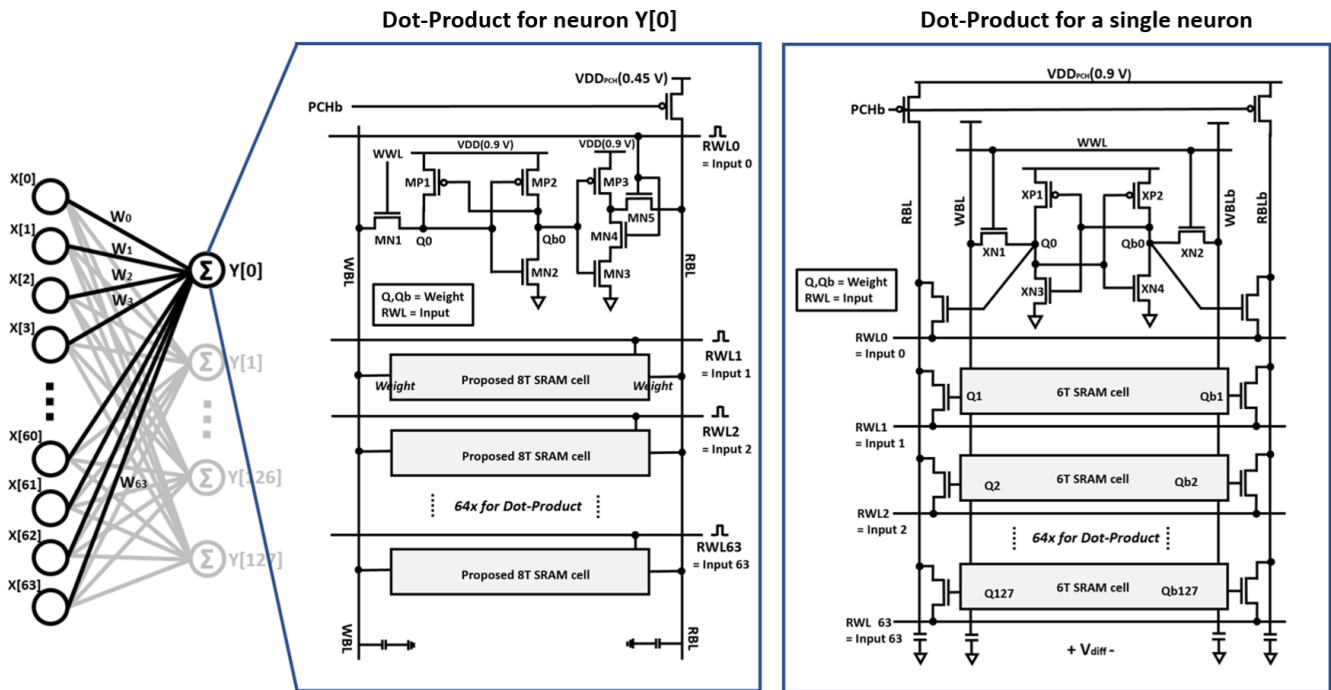 Dot-Product for neuron Y[0]
Dot-Product for a single neuron
X[0]
X[1]
X[2]
X[3]
X[60]
X[61]
X[62]
X[63]
W0
W1
W2
W3
W63
Σ Y[0]
Σ Y[1]
Σ Y[126]
Σ Y[127]
VDDPCH(0.45 V)
PCHb
RWL0
= Input 0
WWL
VDD(0.9 V)
VDD(0.9 V)
MP1
MP2
MP3
MN5
MN1
Q0
Qb0
MN4
MN2
MN3
WBL
RBL
Q,Qb = Weight
RWL = Input
RWL1
= Input 1
Weight
Proposed 8T SRAM cell
Weight
RWL2
= Input 2
Proposed 8T SRAM cell
64x for Dot-Product
RWL63
= Input 63
Proposed 8T SRAM cell
WBL
RBL
VDDPCH(0.9 V)
PCHb
WWL
RBL
WBL
WBLb
RBLb
XP1
XP2
XN1
Q0
Qb0
XN2
XN3
XN4
Q,Qb = Weight
RWL = Input
RWL0
= Input 0
Q1
6T SRAM cell
Qb1
RWL1
= Input 1
Q2
6T SRAM cell
Qb2
RWL2
= Input 2
64x for Dot-Product
Q127
6T SRAM cell
Qb127
RWL 63
= Input 63
+ Vdiff -